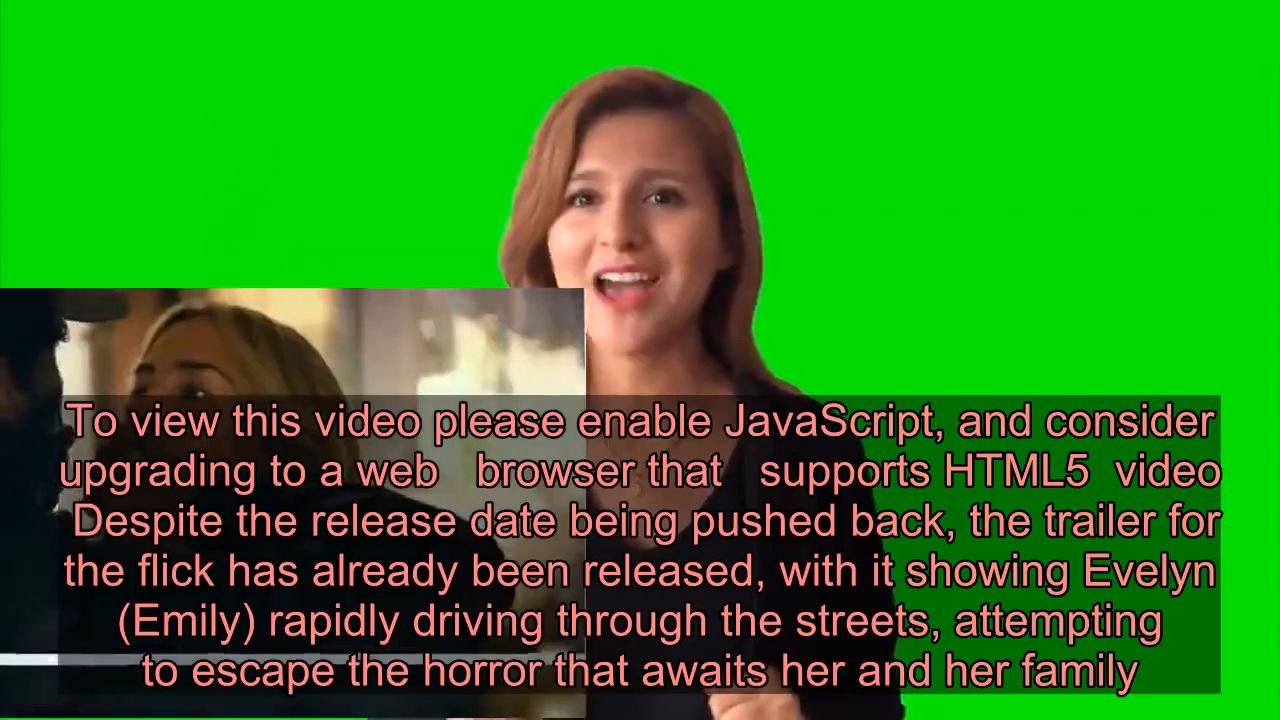 To view this video please enable JavaScript, and consider
upgrading to a web browser that supports HTML5 video
Despite the release date being pushed back, the trailer for
the flick has already been released, with it showing Evelyn
(Emily) rapidly driving through the streets, attempting
to escape the horror that awaits her and her family